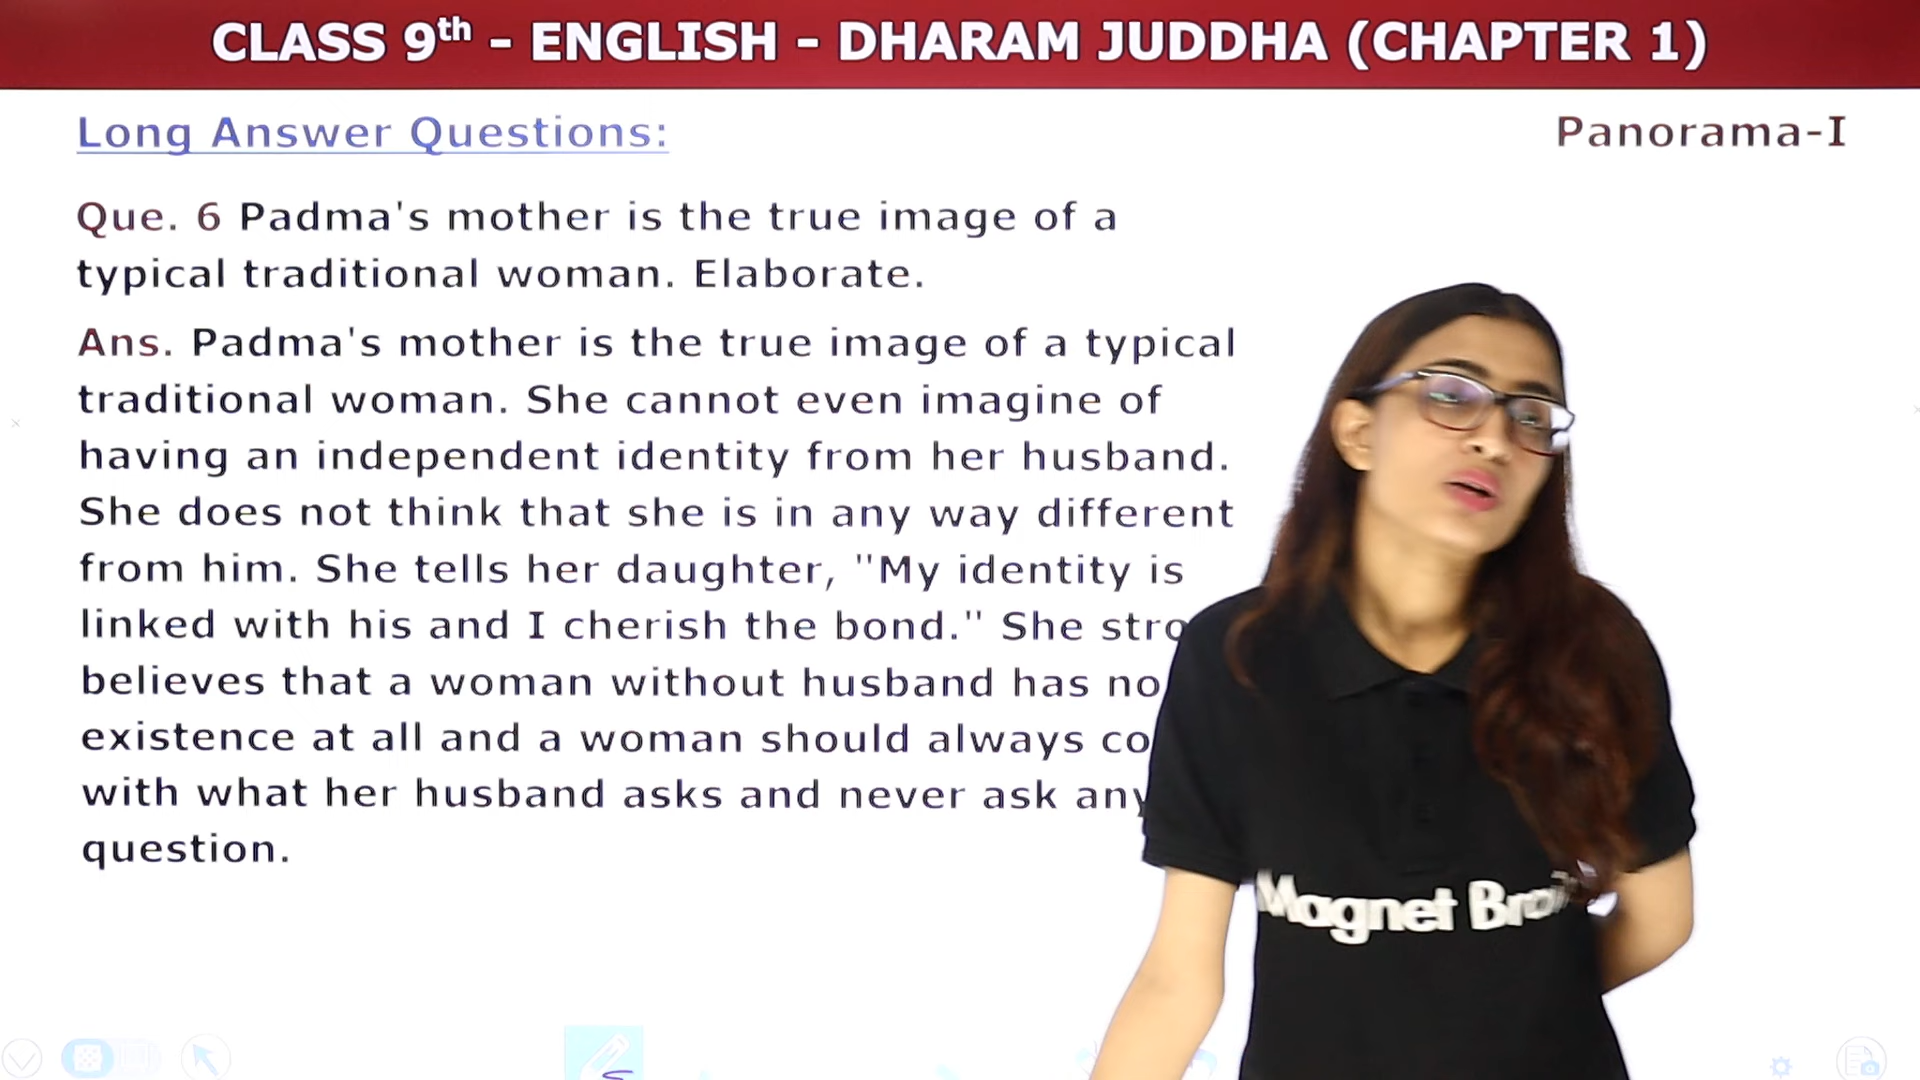 CLASS 9th - ENGLISH - DHARAM JUDDHA (CHAPTER 1)
Long Answer Questions:
Panorama-I
Que. 6 Padma's mother is the true image of a
typical traditional woman. Elaborate.
Ans. Padma's mother is the true image of a typical
traditional woman. She cannot even imagine of
having an independent identity from her husband.
She does not think that she is in any way different
from him. She tells her daughter, "My identity is
linked with his and I cherish the bond." She
believes that a woman without husband has no
existence at all and a woman should always
with what her husband asks and never ask any
question.
Magnet